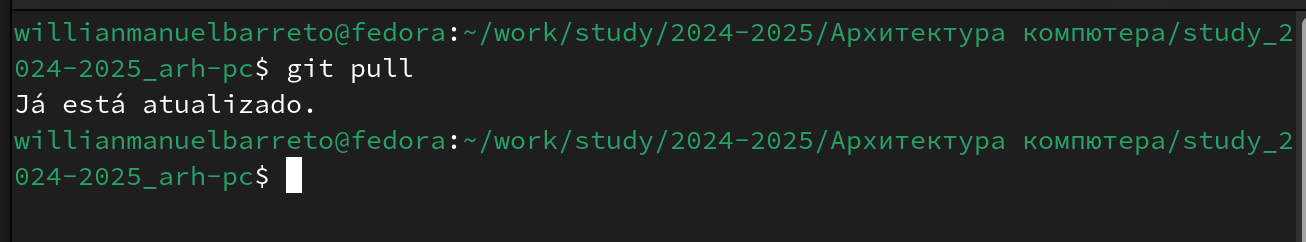 willianmanuelbarreto@fedora:~/work/study/2024-2025/Архитектура компютера/study_2
024-2025_arh-pc$ git pull
Já está atualizado.
willianmanuelbarreto@fedora:~/work/study/2024-2025/Архитектура компютера/study_2
024-2025_arh-pc$